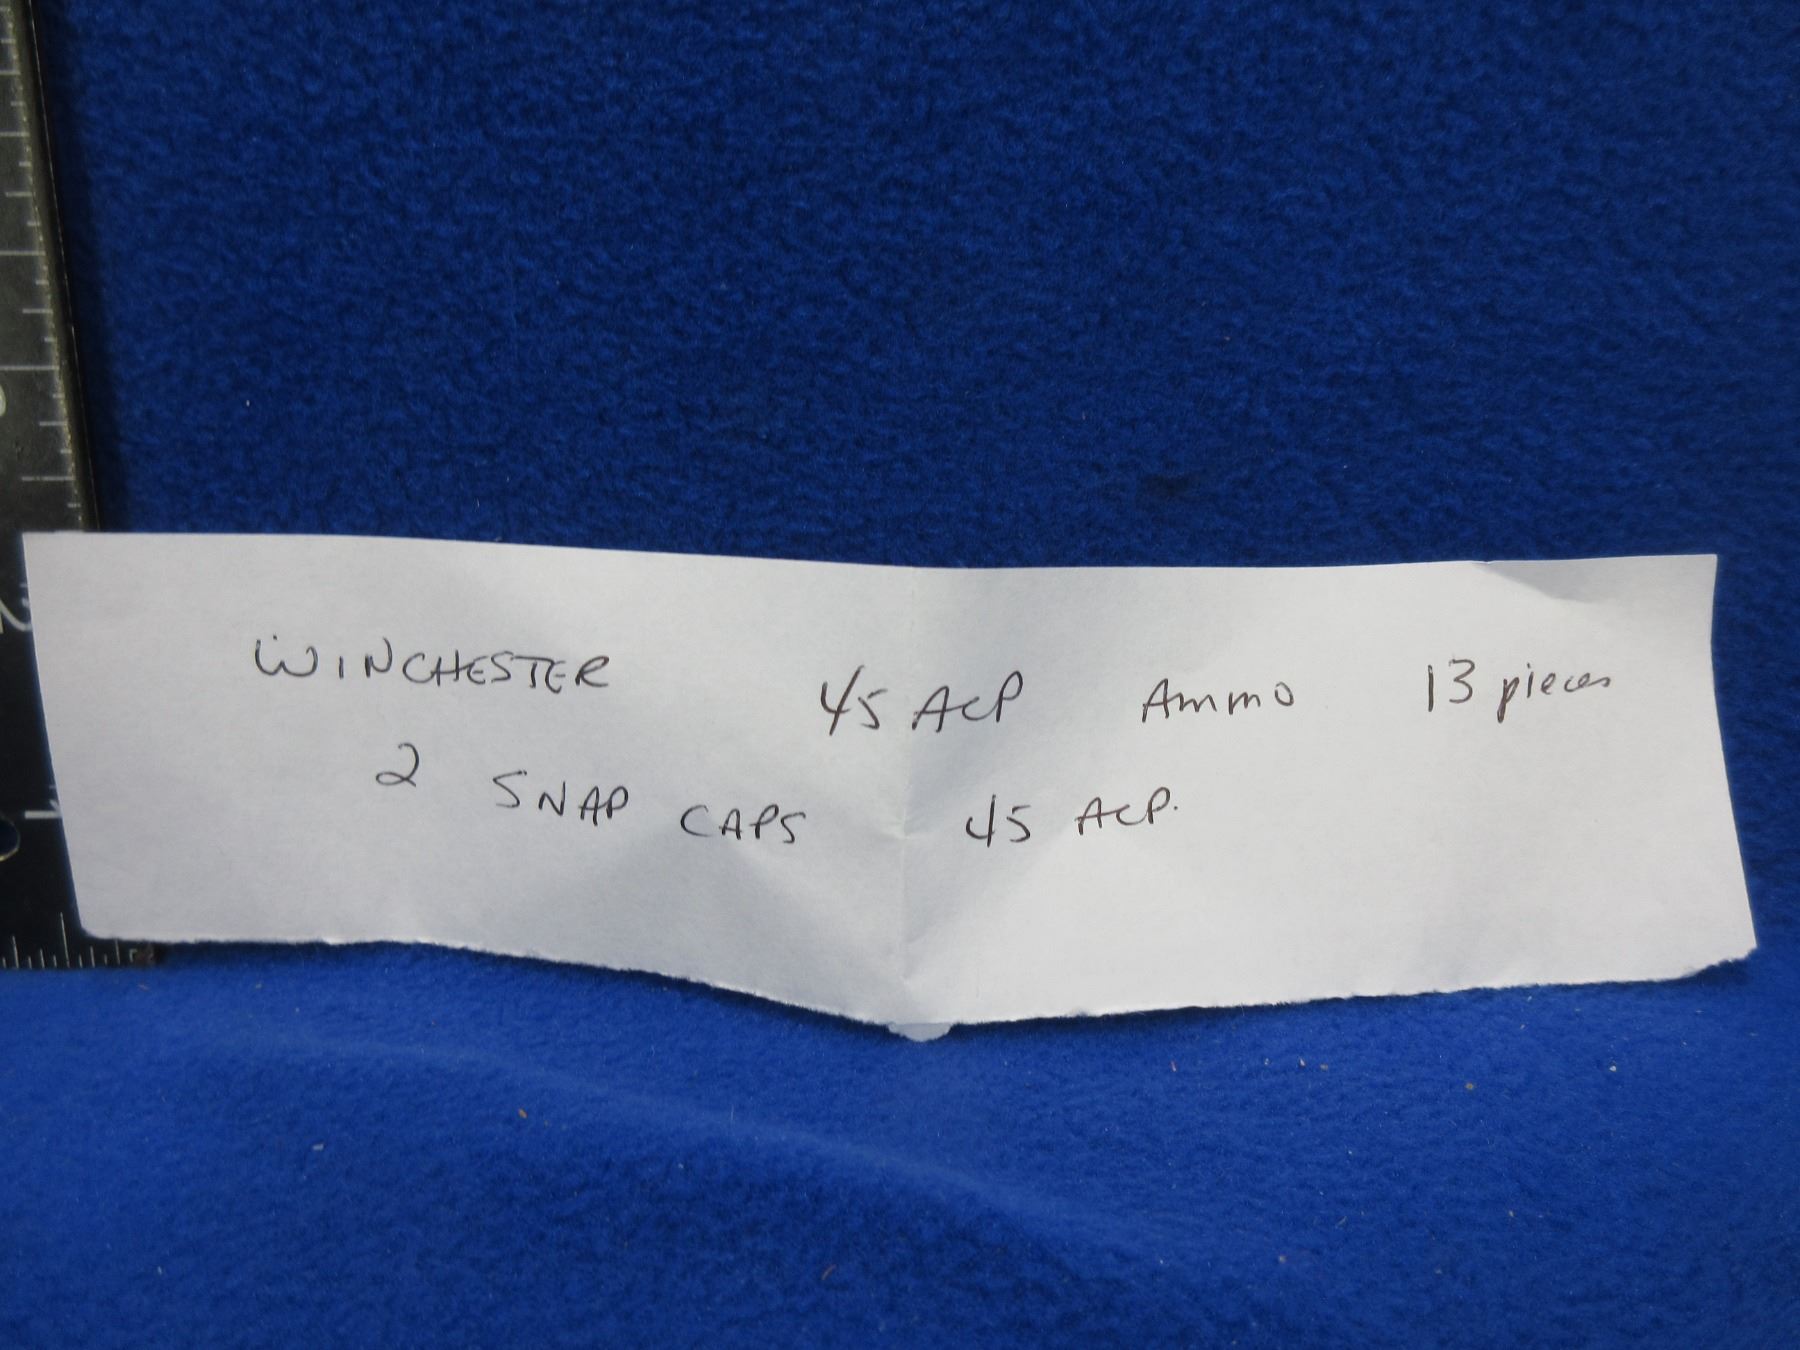 WINCHESTER 45 ACP Ammo 13 pieces
2 SNAP CAPS 45 ACP.